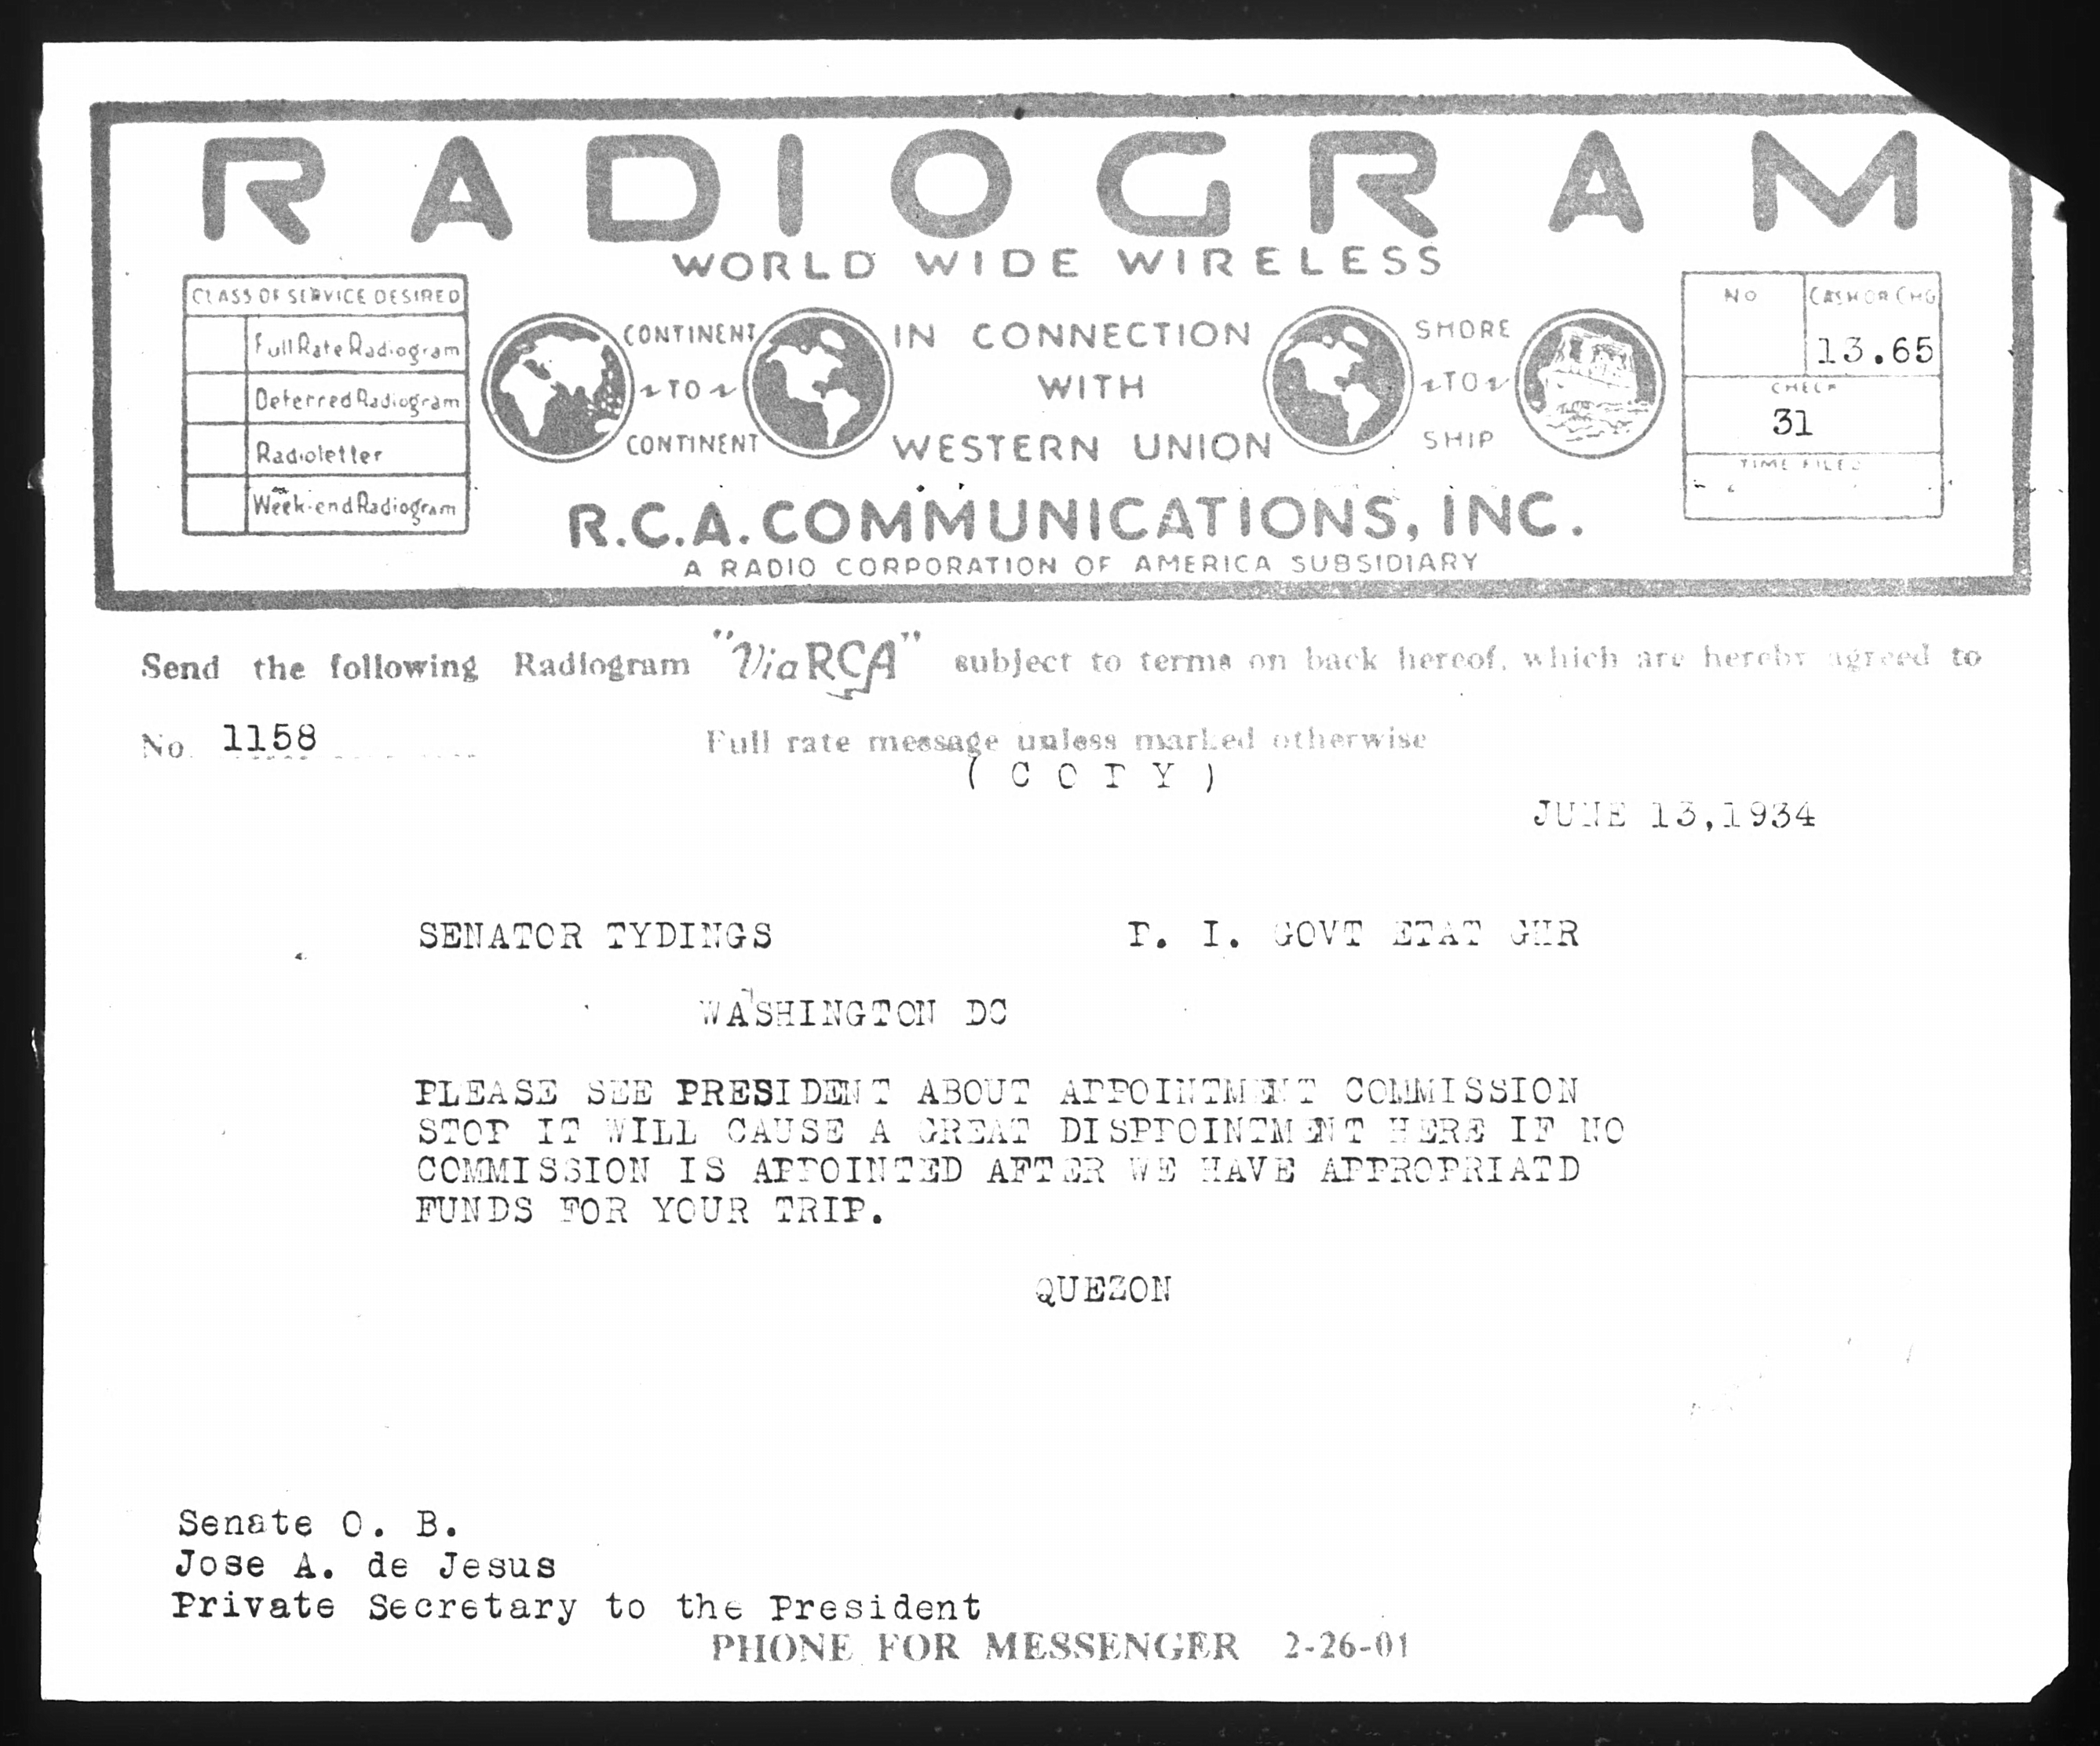 RADIOGRAM
WORLD WIDE WIRELESS
CLASS OF SERVICE DESIRED
Full Rate Radiogram
Deferred Radiogram
Radioletter
Week-end Radiogram
CONTINENT
~TO~
CONTINENT
IN CONNECTION
WITH
WESTERN UNION
SHORE
~TO~
SHIP
No
CASH OR CHG
13.65
CHECK
31
TIME FILED
R.C.A. COMMUNICATIONS, INC.
A RADIO CORPORATION OF AMERICA SUBSIDIARY
Send the following Radiogram "Via RCA" subject to terms on back hereof, which are hereby agreed to
No. 1158 Full rate message unless marked otherwise
( C O P Y )
JUNE 13,1934
SENATOR TYDINGS P. I. GOVT ETAT GHR
WASHINGTON DC
PLEASE SEE PRESIDENT ABOUT APPOINTMENT COMMISSION
STOP IT WILL CAUSE A GREAT DISPPOINTMENT HERE IF NO
COMMISSION IS APPOINTED AFTER WE HAVE APPROPRIATD
FUNDS FOR YOUR TRIP.
QUEZON
Senate O. B.
Jose A. de Jesus
Private Secretary to the President
PHONE FOR MESSENGER 2-26-01